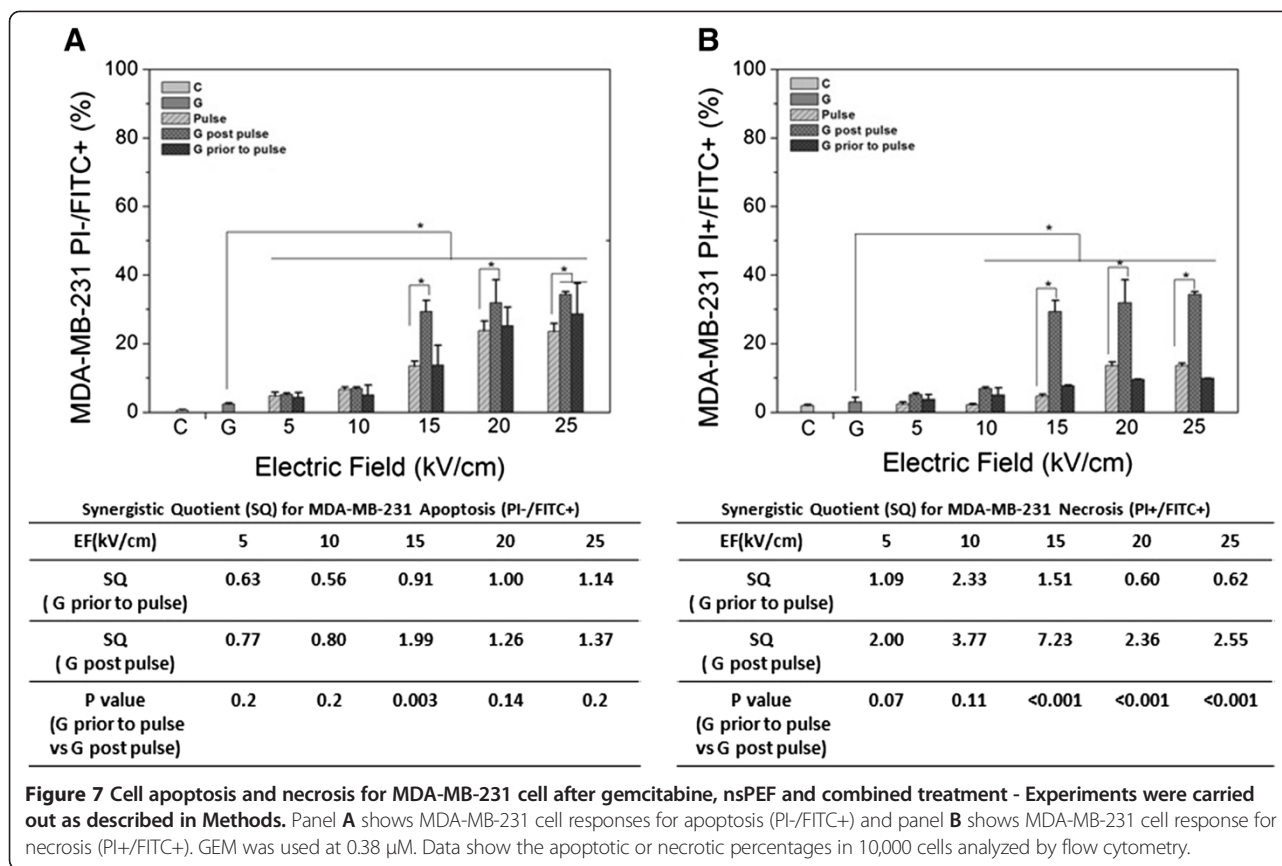 A
MDA-MB-231 PI-/FITC+ (%)
100
80
60
40
20
0
C
G
Pulse
G post pulse
G prior to pulse
*
*
*
*
C G 5 10 15 20 25
Electric Field (kV/cm)
B
MDA-MB-231 PI+/FITC+ (%)
100
80
60
40
20
0
C
G
Pulse
G post pulse
G prior to pulse
*
*
*
*
C G 5 10 15 20 25
Electric Field (kV/cm)
Synergistic Quotient (SQ) for MDA-MB-231 Apoptosis (PI-/FITC+)
EF(kV/cm) 5 10 15 20 25
SQ 0.63 0.56 0.91 1.00 1.14
( G prior to pulse)
SQ 0.77 0.80 1.99 1.26 1.37
( G post pulse)
P value 0.2 0.2 0.003 0.14 0.2
(G prior to pulse
vs G post pulse)
Synergistic Quotient (SQ) for MDA-MB-231 Necrosis (PI+/FITC+)
EF(kV/cm) 5 10 15 20 25
SQ 1.09 2.33 1.51 0.60 0.62
( G prior to pulse)
SQ 2.00 3.77 7.23 2.36 2.55
( G post pulse)
P value 0.07 0.11 <0.001 <0.001 <0.001
(G prior to pulse
vs G post pulse)
Figure 7 Cell apoptosis and necrosis for MDA-MB-231 cell after gemcitabine, nsPEF and combined treatment - Experiments were carried
out as described in Methods. Panel A shows MDA-MB-231 cell responses for apoptosis (PI-/FITC+) and panel B shows MDA-MB-231 cell response for
necrosis (PI+/FITC+). GEM was used at 0.38 μM. Data show the apoptotic or necrotic percentages in 10,000 cells analyzed by flow cytometry.